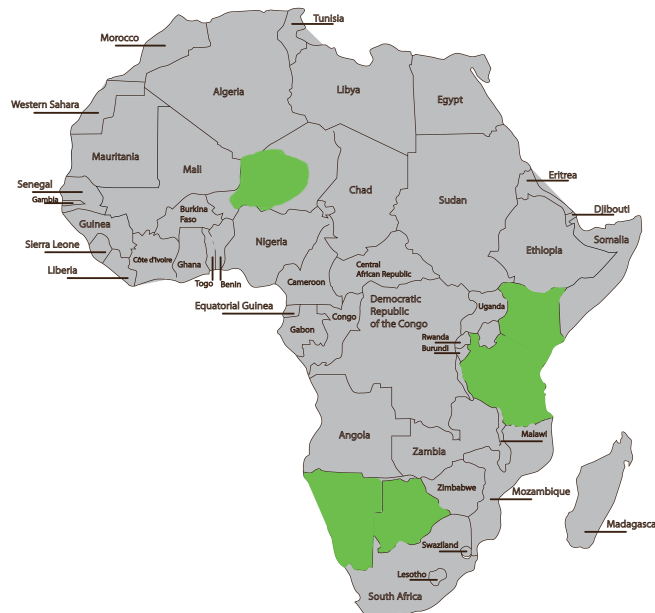 Tunisia
Morocco
Algeria
Libya
Egypt
Western Sahara
Mauritania
Mali
Chad
Sudan
Eritrea
Senegal
Gambia
Djibouti
Burkina
Faso
Guinea
Nigeria
Ethiopia
Somalia
Sierra Leone
Côte d'Ivoire
Ghana
Liberia
Togo
Benin
Cameroon
Central
African Republic
Equatorial Guinea
Uganda
Democratic
Republic
of the Congo
Congo
Gabon
Rwanda
Burundi
Angola
Malawi
Zambia
Zimbabwe
Mozambique
Madagasca
Swaziland
Lesotho
South Africa